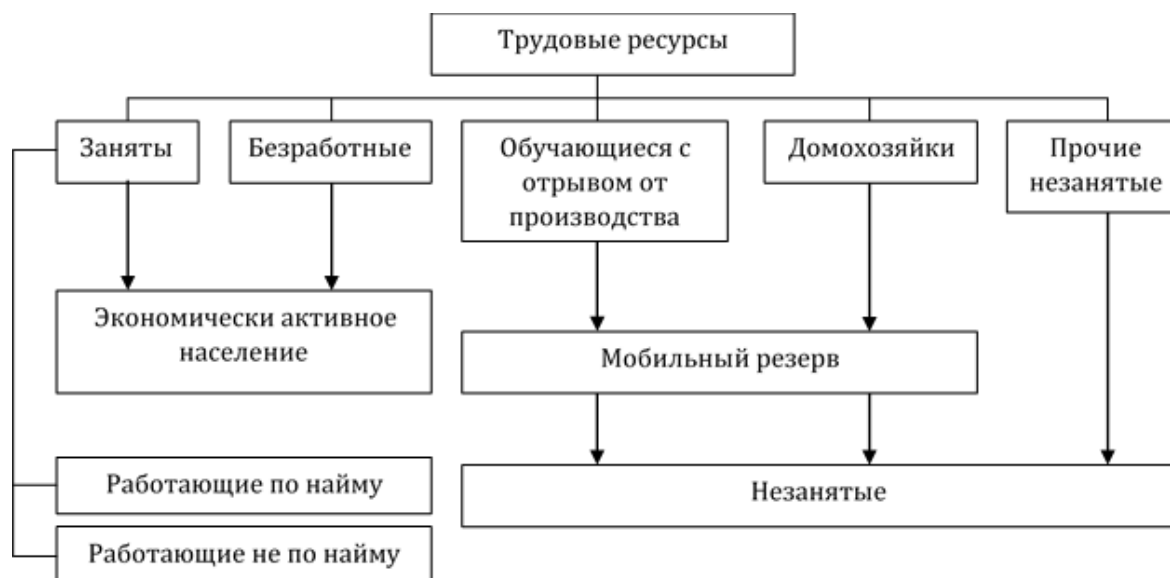 Трудовые ресурсы
Заняты
Безработные
Обучающиеся с
отрывом от
производства
Домохозяйки
Прочие
незанятые
Экономически активное
население
Мобильный резерв
Работающие по найму
Незанятые
Работающие не по найму